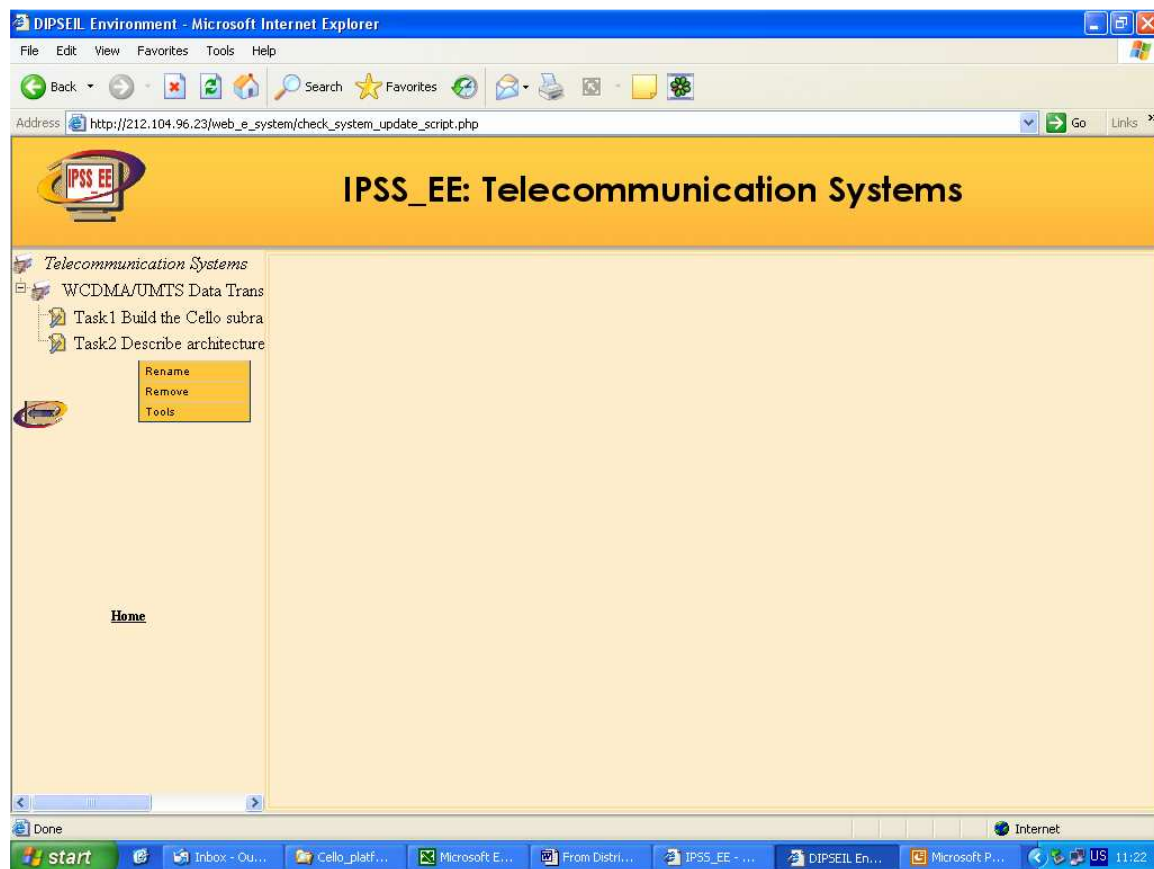 DIPSEIL Environment - Microsoft Internet Explorer
File Edit View Favorites Tools Help
Back Search Favorites
Address http://212.104.96.23/web_e_system/check_system_update_script.php Go Links
IPSS EE
IPSS_EE: Telecommunication Systems
Telecommunication Systems
WCDMA/UMTS Data Trans
Task1 Build the Cello subra
Task2 Describe architecture
Rename
Remove
Tools
Home
Done Internet
start Inbox - Ou... Cello_platf... Microsoft E... From Distri... IPSS_EE - ... DIPSEIL En... Microsoft P... US 11:22